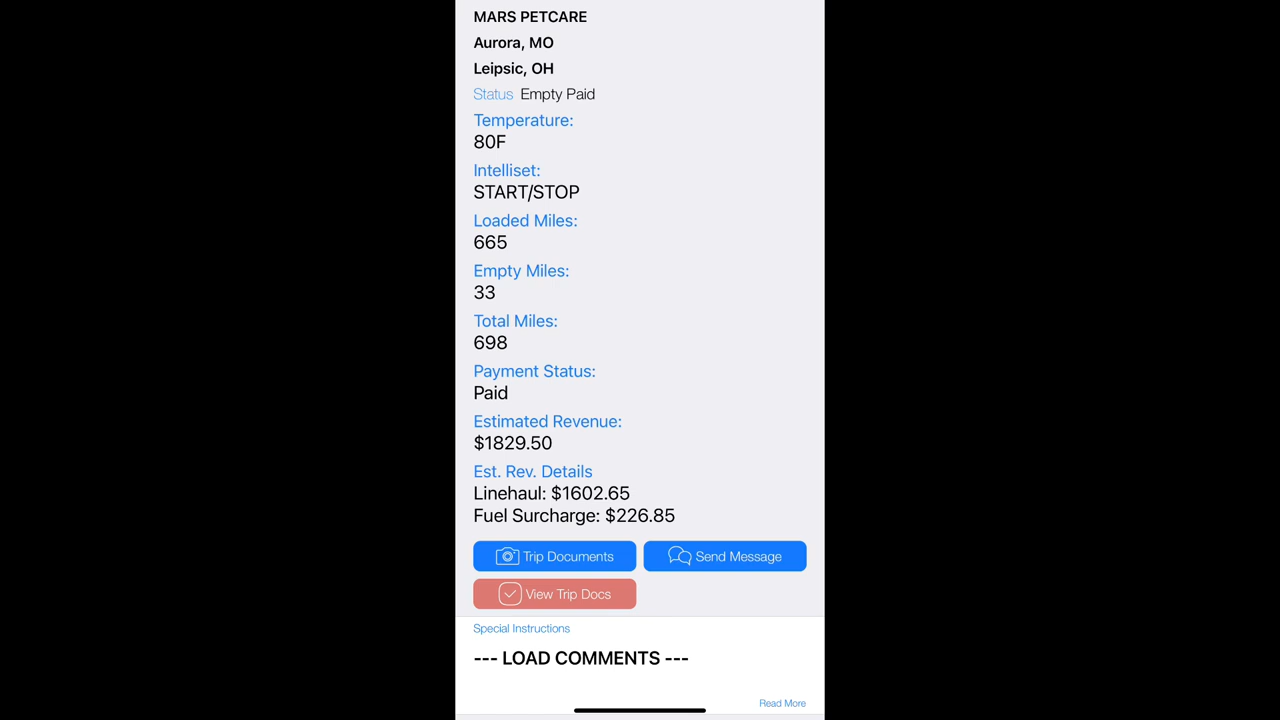 MARS PETCARE
Aurora, MO
Leipsic, OH
Status Empty Paid
Temperature:
80F
Intelliset:
START/STOP
Loaded Miles:
665
Empty Miles:
33
Total Miles:
698
Payment Status:
Paid
Estimated Revenue:
$1829.50
Est. Rev. Details
Linehaul: $1602.65
Fuel Surcharge: $226.85
Trip Documents Send Message
View Trip Docs
Special Instructions
--- LOAD COMMENTS ---
Read More